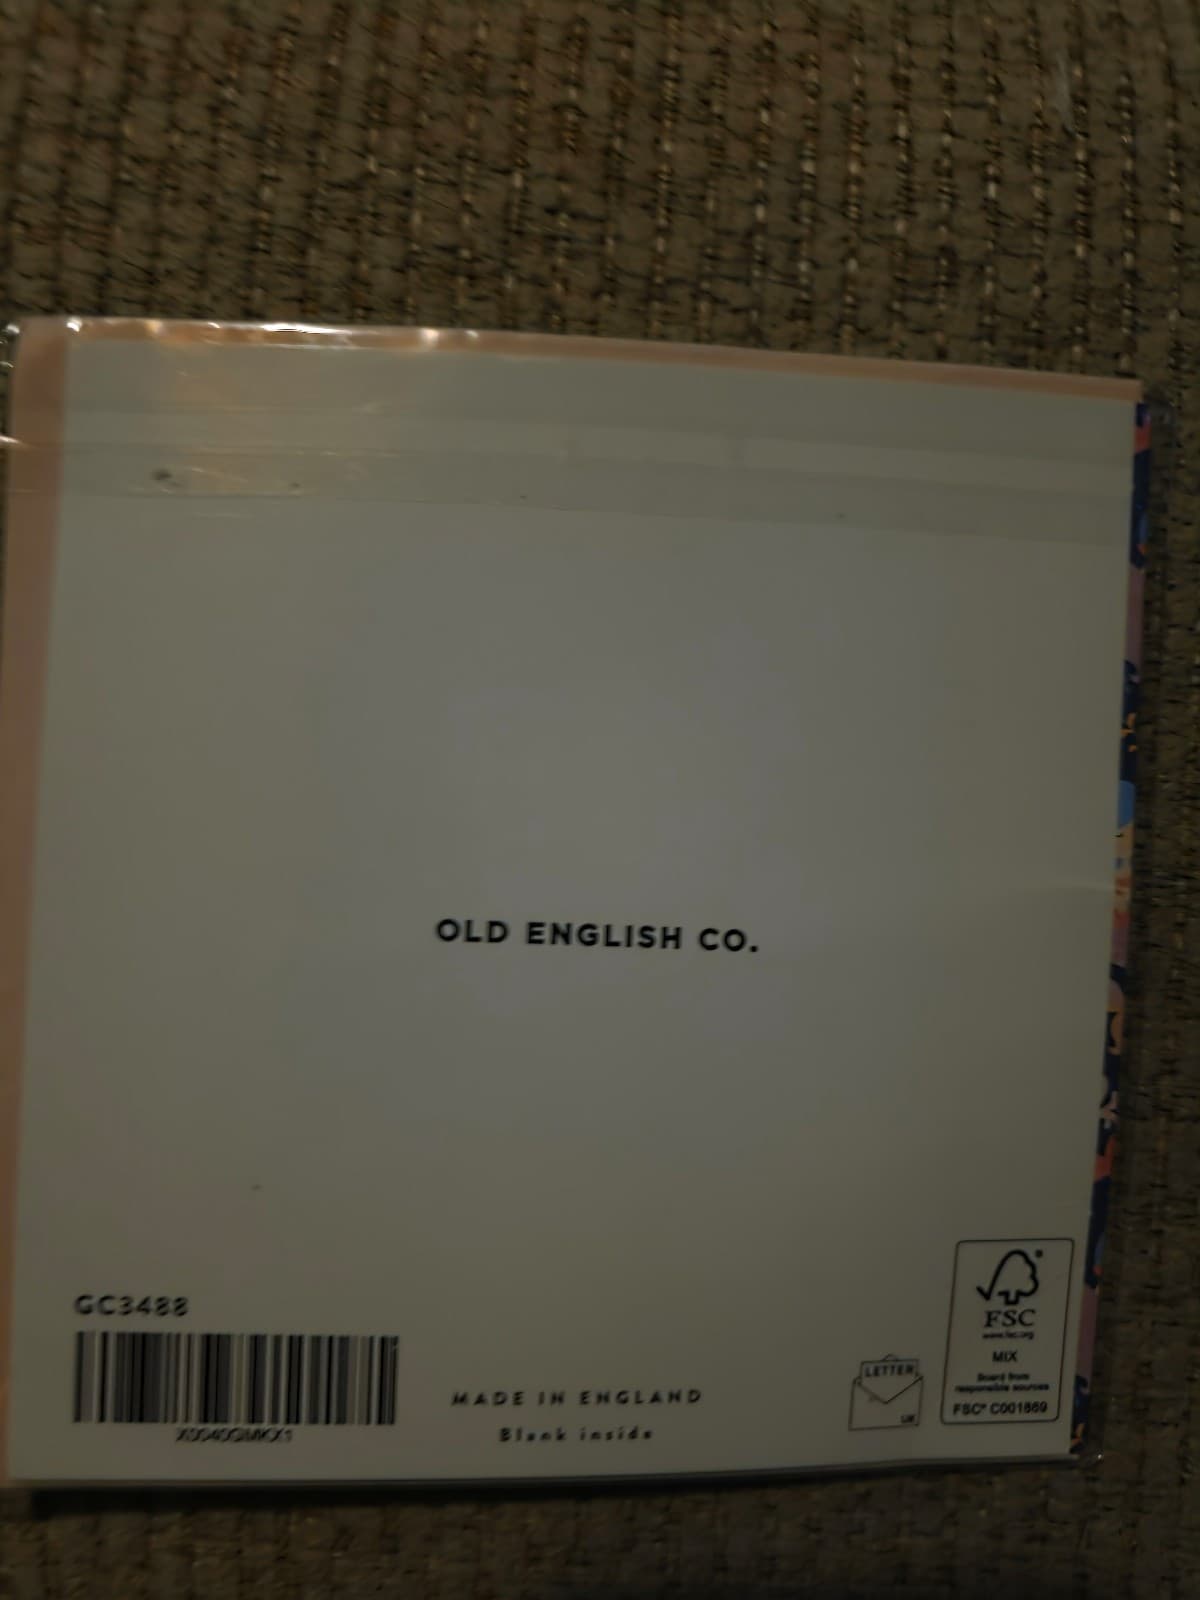 OLD ENGLISH CO.
GC3488
MADE IN ENGLAND
Blank inside
LETTER
UK
FSC®
www.fsc.org
MIX
Board from
responsible sources
FSC® C001869